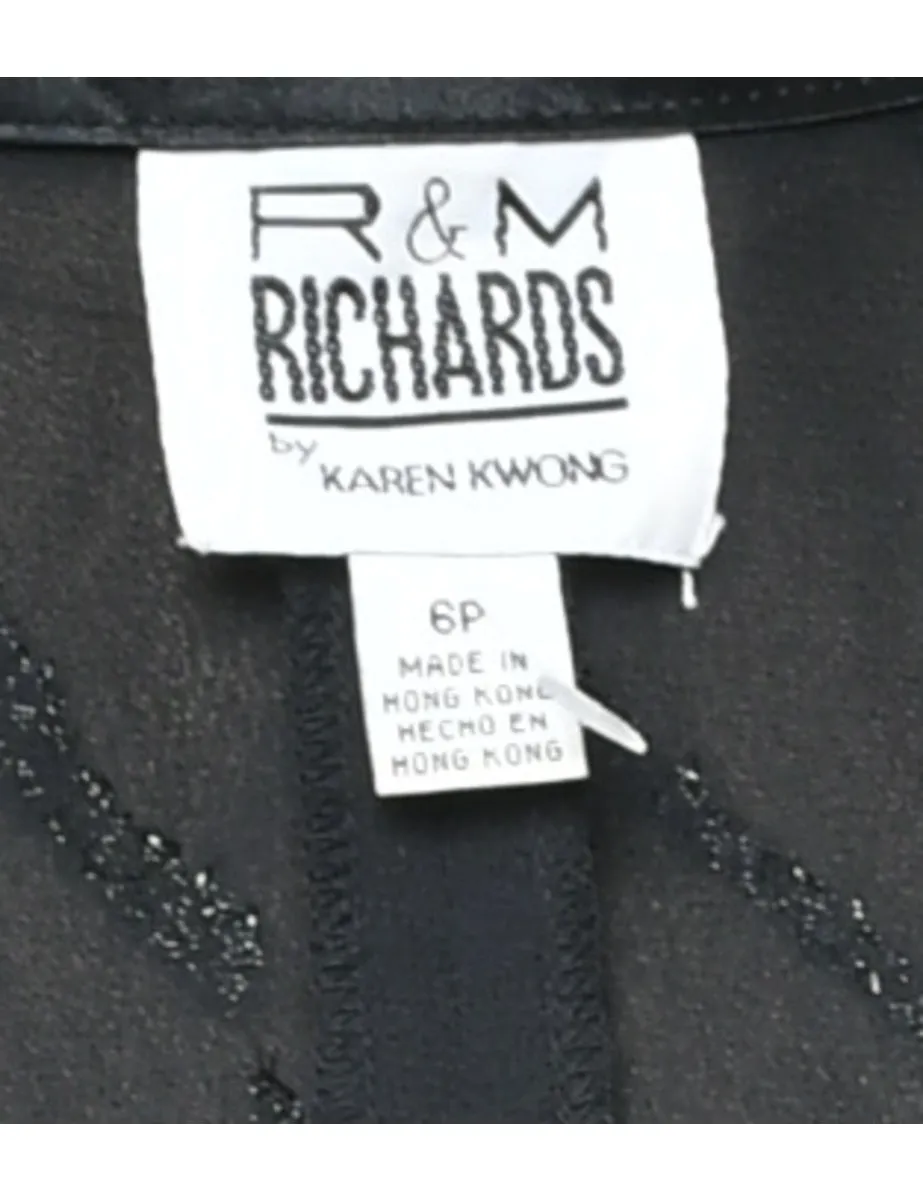 R & M
RICHARDS
by
KAREN KWONG
6P
MADE IN
HONG KONG
HECHO EN
HONG KONG